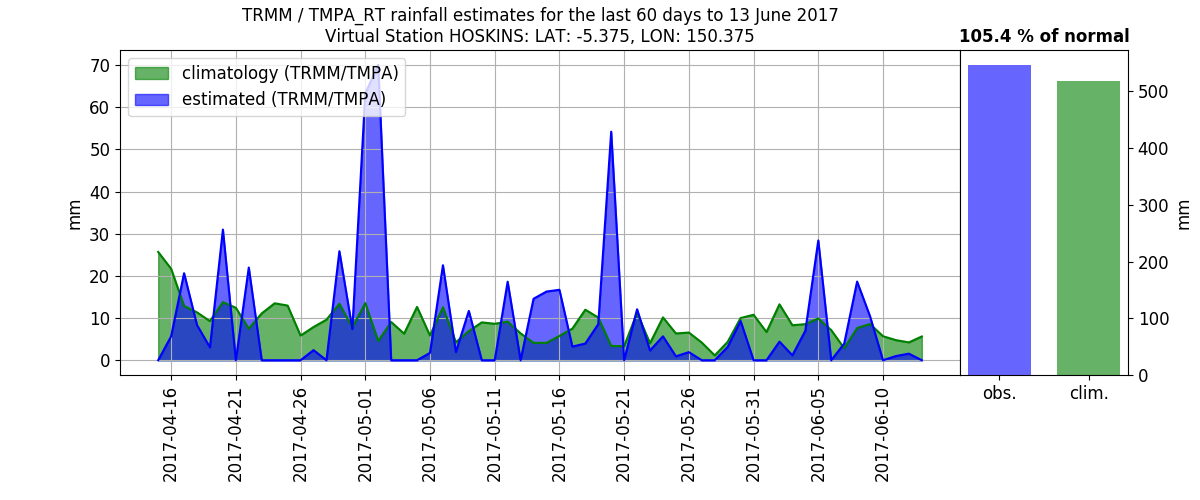 TRMM / TMPA_RT rainfall estimates for the last 60 days to 13 June 2017
Virtual Station HOSKINS: LAT: -5.375, LON: 150.375
105.4 % of normal
climatology (TRMM/TMPA)
estimated (TRMM/TMPA)
mm
70
60
50
40
30
20
10
0
2017-04-16
2017-04-21
2017-04-26
2017-05-01
2017-05-06
2017-05-11
2017-05-16
2017-05-21
2017-05-26
2017-05-31
2017-06-05
2017-06-10
500
400
300
200
100
0
mm
obs.
clim.